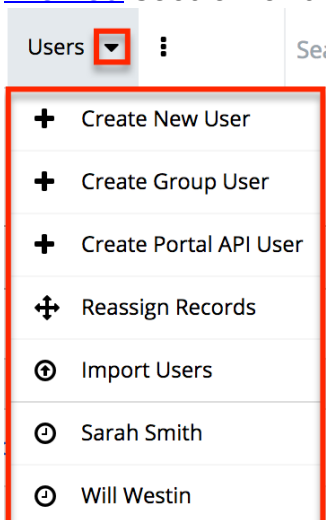 Users
Create New User
Create Group User
Create Portal API User
Reassign Records
Import Users
Sarah Smith
Will Westin